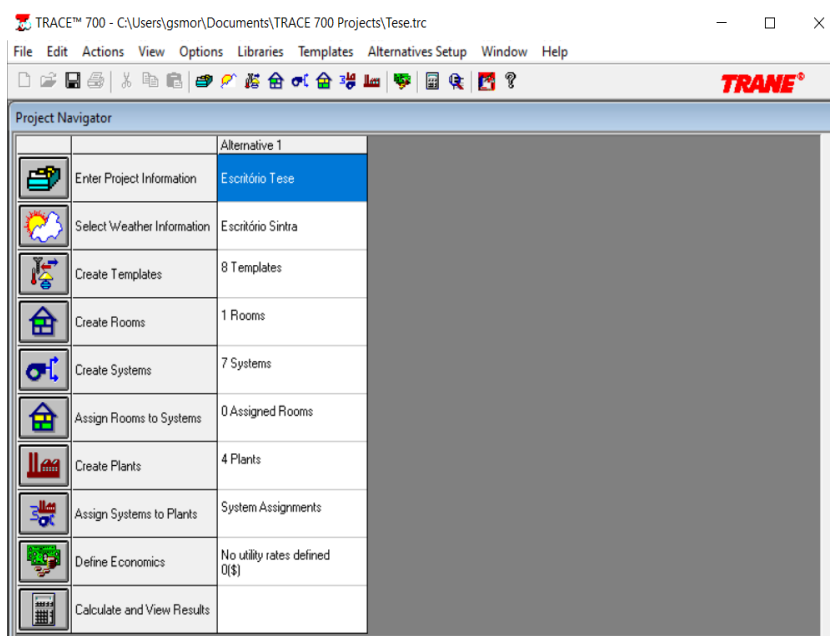 TRACE™ 700 - C:\Users\gsmor\Documents\TRACE 700 Projects\Tese.trc
File Edit Actions View Options Libraries Templates Alternatives Setup Window Help
TRANE®
Project Navigator
Alternative 1
Enter Project Information Escritório Tese
Select Weather Information Escritório Sintra
Create Templates 8 Templates
Create Rooms 1 Rooms
Create Systems 7 Systems
Assign Rooms to Systems 0 Assigned Rooms
Create Plants 4 Plants
Assign Systems to Plants System Assignments
Define Economics No utility rates defined
0($)
Calculate and View Results